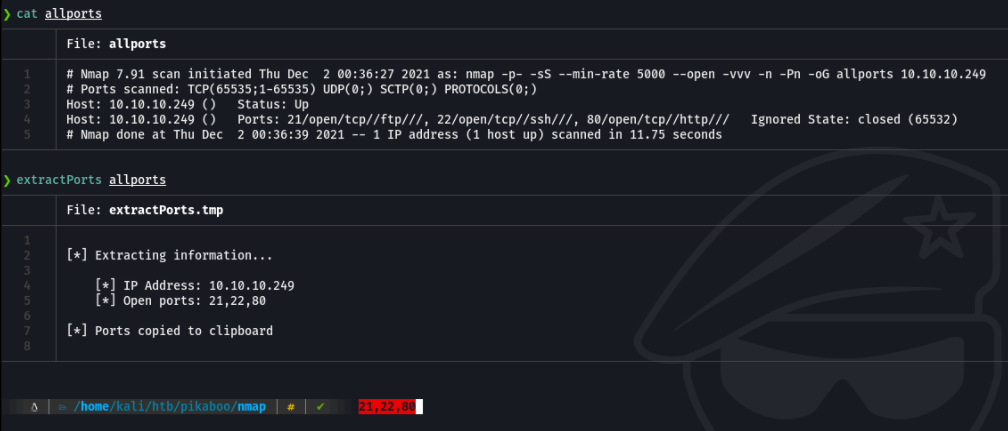 ❯ cat allports
File: allports
1 # Nmap 7.91 scan initiated Thu Dec  2 00:36:27 2021 as: nmap -p- -sS --min-rate 5000 --open -vvv -n -Pn -oG allports 10.10.10.249
2 # Ports scanned: TCP(65535;1-65535) UDP(0;) SCTP(0;) PROTOCOLS(0;)
3 Host: 10.10.10.249 ()   Status: Up
4 Host: 10.10.10.249 ()   Ports: 21/open/tcp//ftp///, 22/open/tcp//ssh///, 80/open/tcp//http///   Ignored State: closed (65532)
5 # Nmap done at Thu Dec  2 00:36:39 2021 -- 1 IP address (1 host up) scanned in 11.75 seconds
❯ extractPorts allports
File: extractPorts.tmp
1
2 [*] Extracting information...
3
4 [*] IP Address: 10.10.10.249
5 [*] Open ports: 21,22,80
6
7 [*] Ports copied to clipboard
8
/home/kali/htb/pikaboo/nmap | # | ✔ 21,22,80